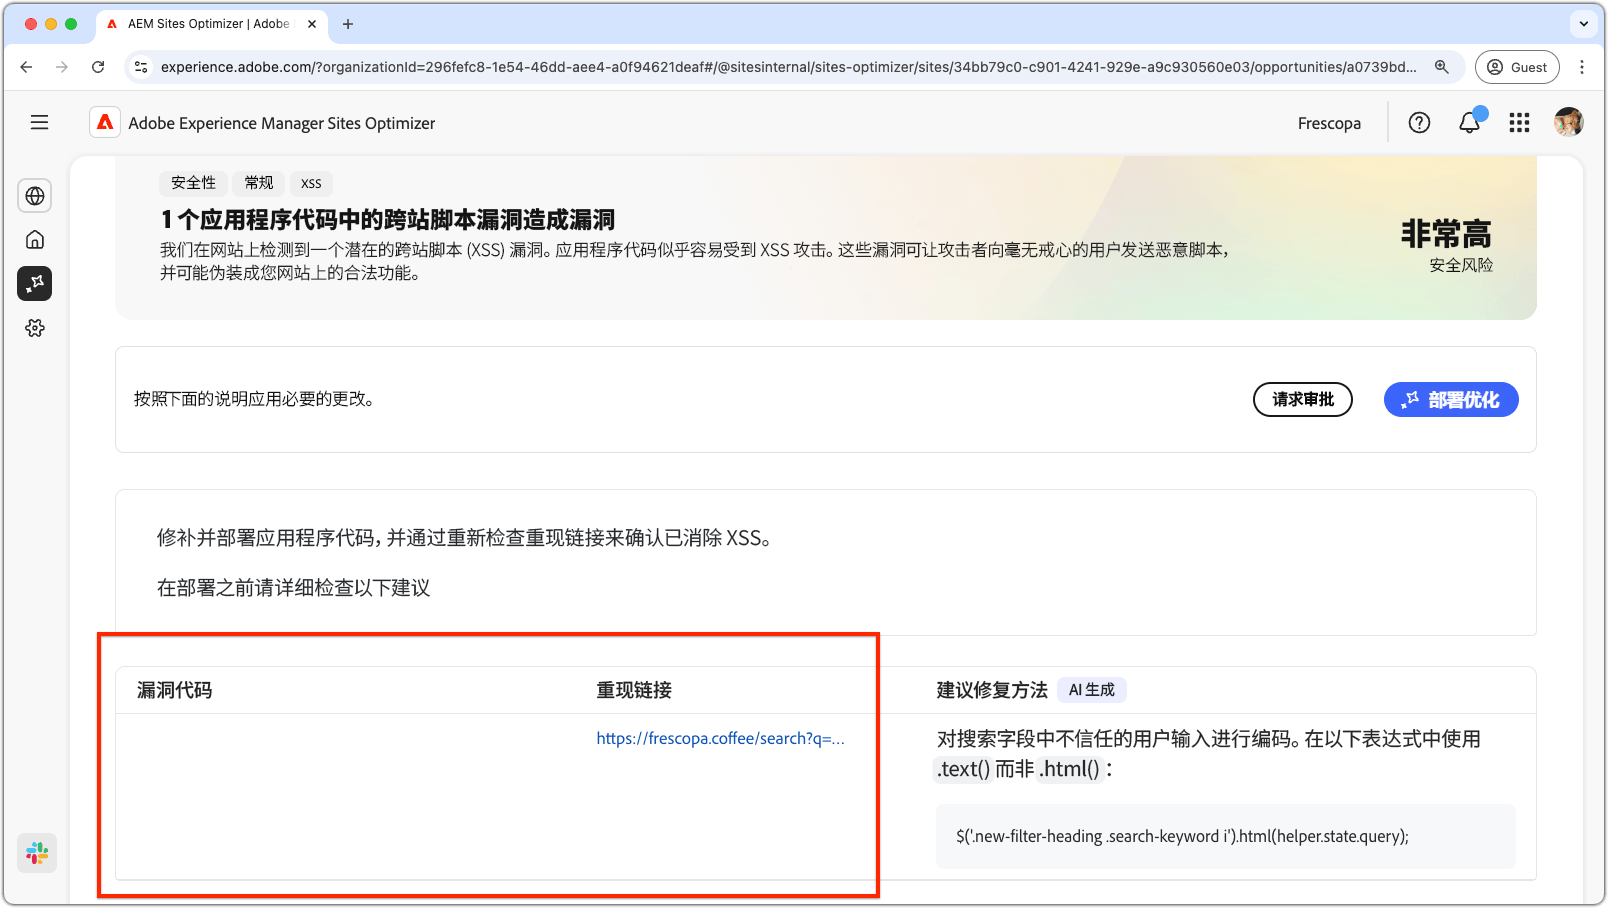 AEM Sites Optimizer | Adobe
experience.adobe.com/?organizationId=296fefc8-1e54-46dd-aee4-a0f94621deaf#/@sitesinternal/sites-optimizer/sites/34bb79c0-c901-4241-929e-a9c930560e03/opportunities/a0739bd...
Guest
Adobe Experience Manager Sites Optimizer
Frescopa
安全性 常规 XSS
1 个应用程序代码中的跨站脚本漏洞造成漏洞
我们在网站上检测到一个潜在的跨站脚本 (XSS) 漏洞。应用程序代码似乎容易受到 XSS 攻击。这些漏洞可让攻击者向毫无戒心的用户发送恶意脚本，
并可能伪装成您网站上的合法功能。
非常高
安全风险
按照下面的说明应用必要的更改。
请求审批
部署优化
修补并部署应用程序代码，并通过重新检查重现链接来确认已消除 XSS。
在部署之前请详细检查以下建议
漏洞代码 重现链接 建议修复方法 AI 生成
https://frescopa.coffee/search?q=...
对搜索字段中不信任的用户输入进行编码。在以下表达式中使用
.text() 而非 .html()：
$('.new-filter-heading .search-keyword i').html(helper.state.query);